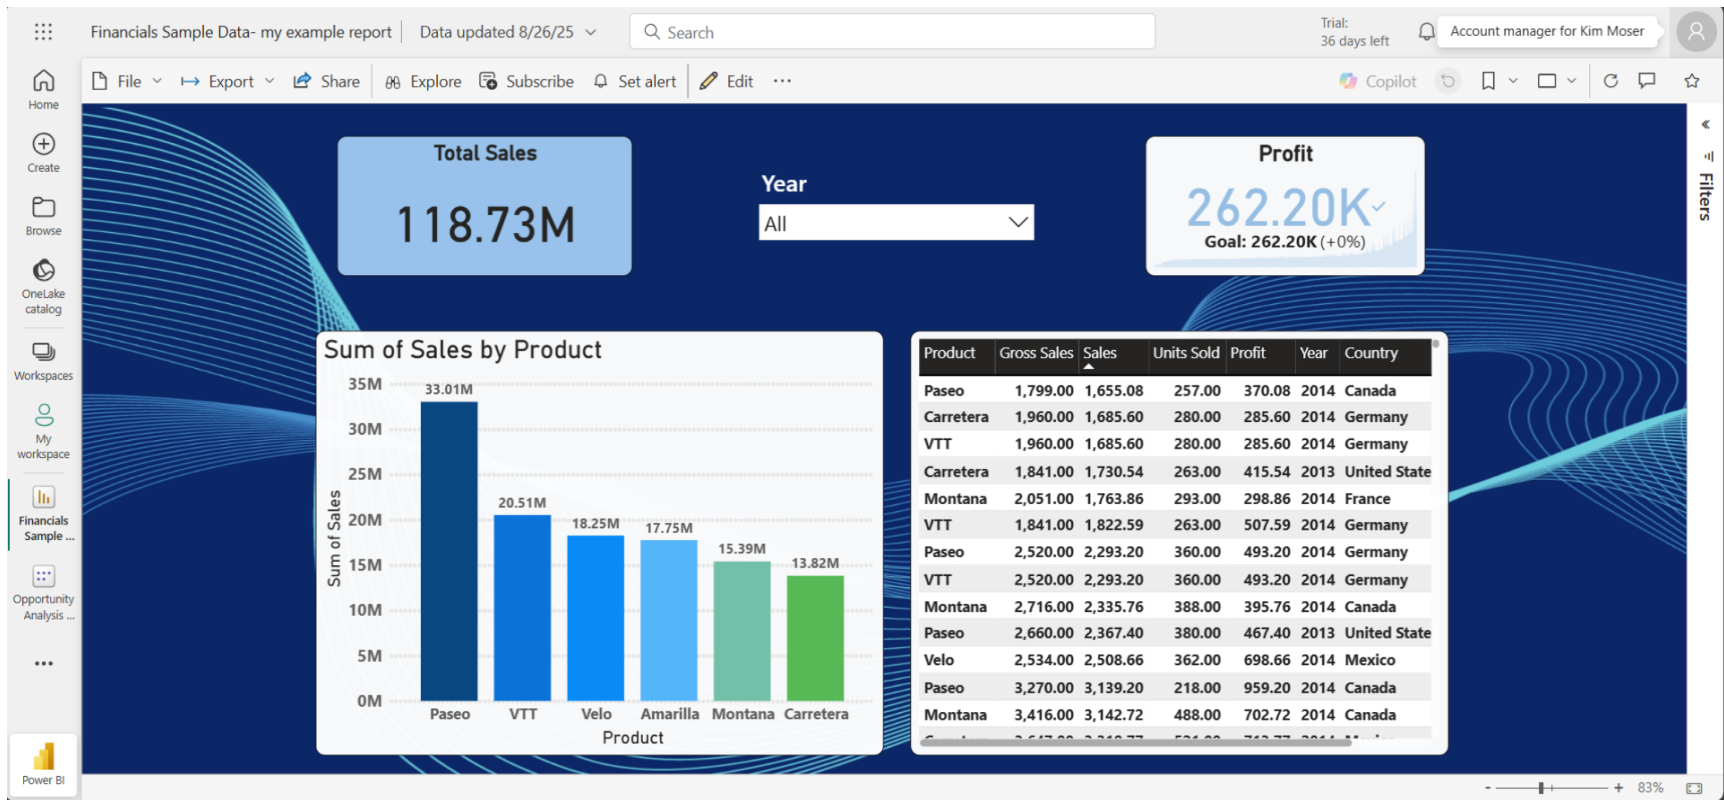 Financials Sample Data- my example report
Data updated 8/26/25
Search
Trial:
36 days left
Account manager for Kim Moser
File
Export
Share
Explore
Subscribe
Set alert
Edit
Copilot
Home
Create
Browse
OneLake
catalog
Workspaces
My
workspace
Financials
Sample ...
Opportunity
Analysis ...
Power BI
Total Sales
118.73M
Year
All
Profit
262.20K
Goal: 262.20K (+0%)
Filters
Sum of Sales by Product
Sum of Sales
35M
30M
25M
20M
15M
10M
5M
0M
33.01M
20.51M
18.25M
17.75M
15.39M
13.82M
Paseo VTT Velo Amarilla Montana Carretera
Product
Product Gross Sales Sales Units Sold Profit Year Country
Paseo 1,799.00 1,655.08 257.00 370.08 2014 Canada
Carretera 1,960.00 1,685.60 280.00 285.60 2014 Germany
VTT 1,960.00 1,685.60 280.00 285.60 2014 Germany
Carretera 1,841.00 1,730.54 263.00 415.54 2013 United State
Montana 2,051.00 1,763.86 293.00 298.86 2014 France
VTT 1,841.00 1,822.59 263.00 507.59 2014 Germany
Paseo 2,520.00 2,293.20 360.00 493.20 2014 Germany
VTT 2,520.00 2,293.20 360.00 493.20 2014 Germany
Montana 2,716.00 2,335.76 388.00 395.76 2014 Canada
Paseo 2,660.00 2,367.40 380.00 467.40 2013 United State
Velo 2,534.00 2,508.66 362.00 698.66 2014 Mexico
Paseo 3,270.00 3,139.20 218.00 959.20 2014 Canada
Montana 3,416.00 3,142.72 488.00 702.72 2014 Canada
83%